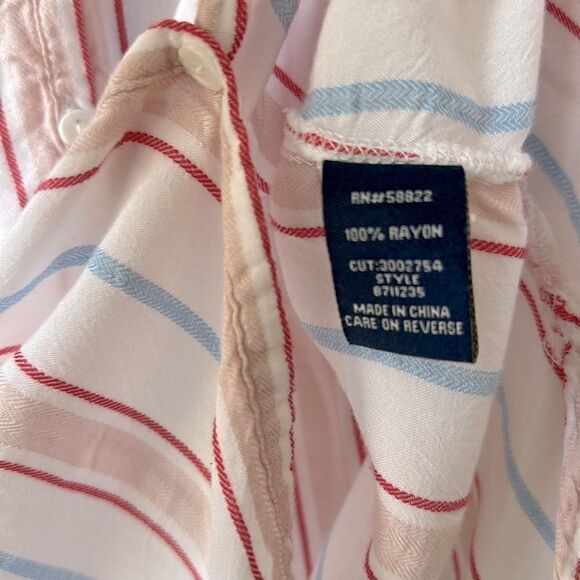 RN#58822
100% RAYON
CUT:3002754
STYLE
8711235
MADE IN CHINA
CARE ON REVERSE